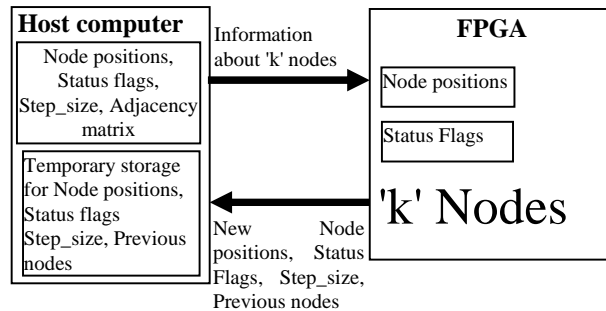 Host computer
Node positions,
Status flags,
Step_size, Adjacency
matrix
Temporary storage
for Node positions,
Status flags
Step_size, Previous
nodes
Information
about 'k' nodes
New Node
positions, Status
Flags, Step_size,
Previous nodes
FPGA
Node positions
Status Flags
'k' Nodes